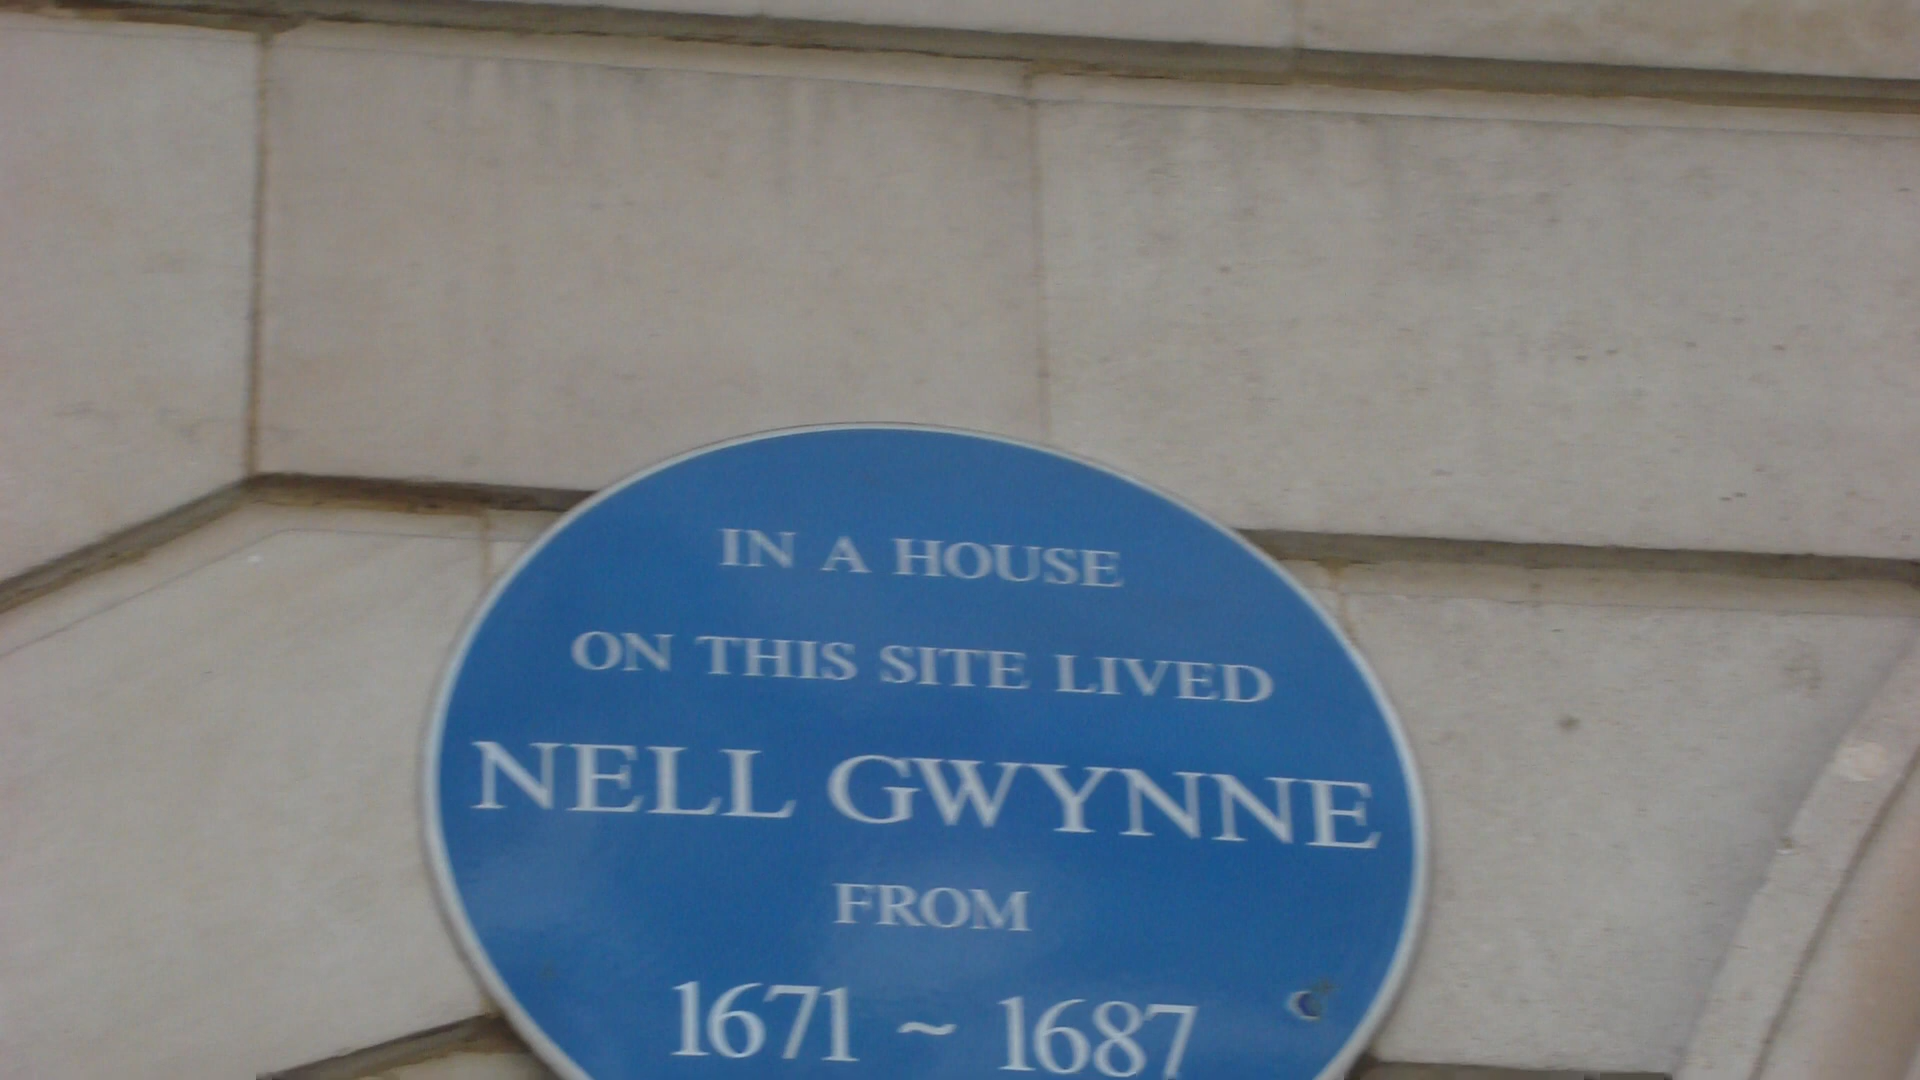 IN A HOUSE
ON THIS SITE LIVED
NELL GWYNNE
FROM
1671 ~ 1687